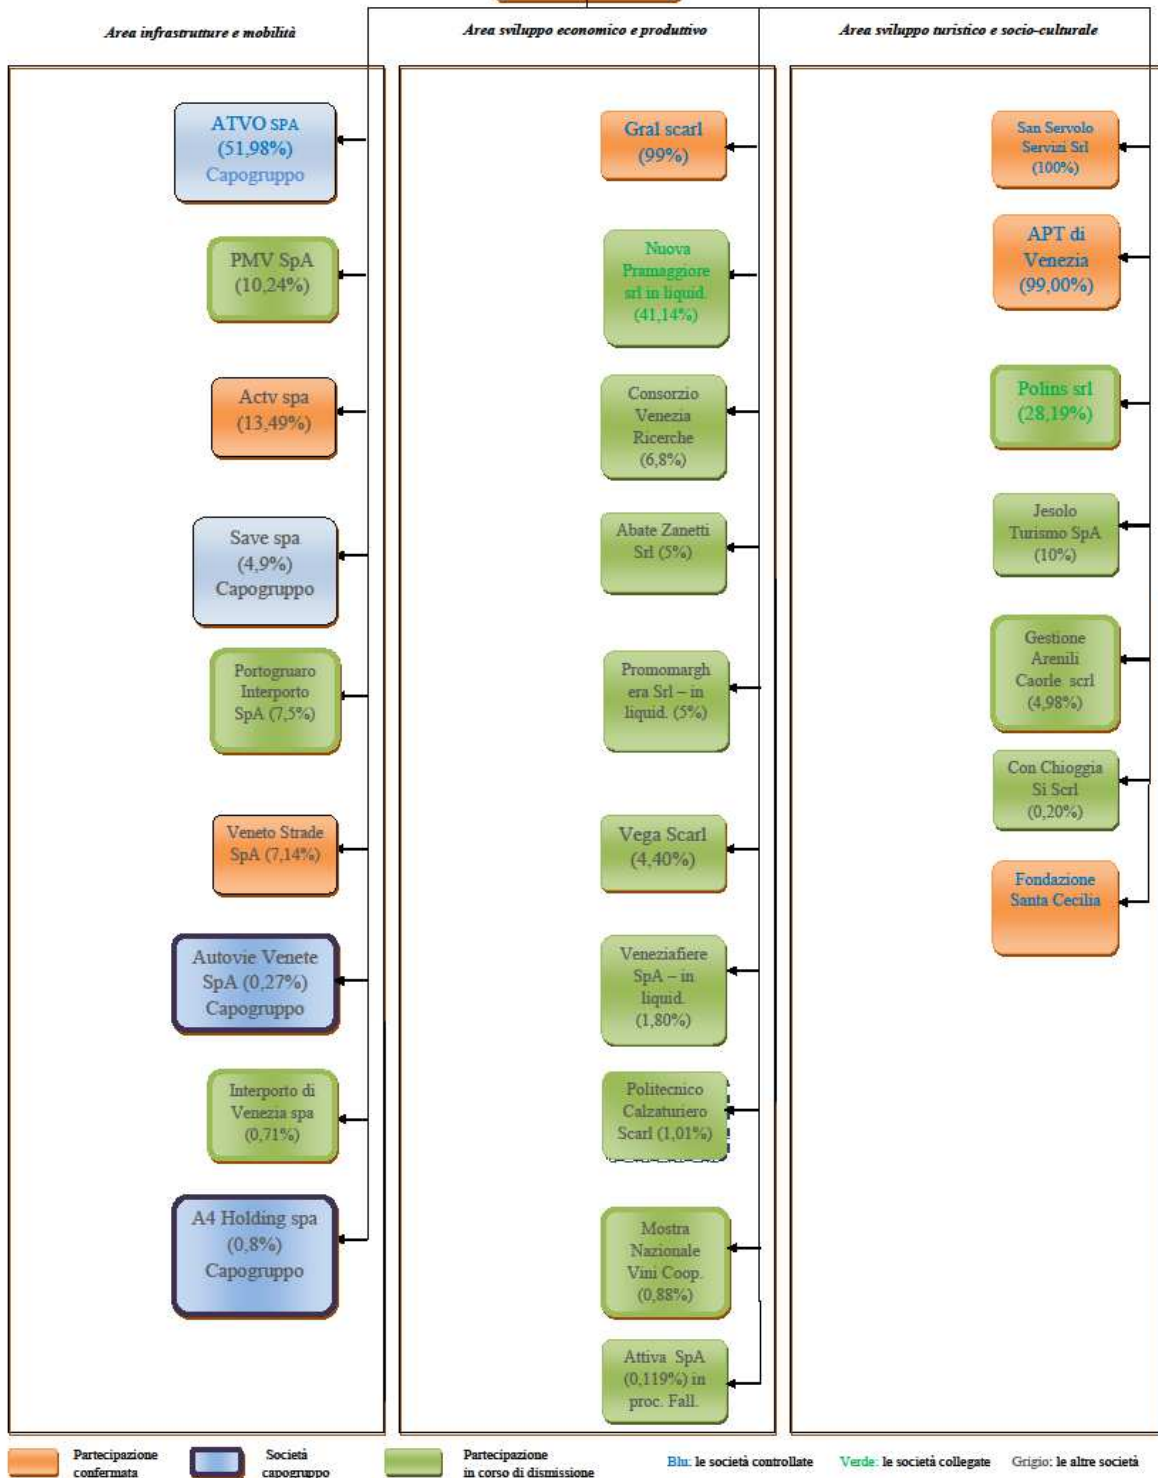 Area infrastrutture e mobilità
ATVO SPA
(51,98%)
Capogruppo
PMV SpA
(10,24%)
Actv spa
(13,49%)
Save spa
(4,9%)
Capogruppo
Portogruaro
Interporto
SpA (7,5%)
Veneto Strade
SpA (7,14%)
Autovie Venete
SpA (0,27%)
Capogruppo
Interporto di
Venezia spa
(0,71%)
A4 Holding spa
(0,8%)
Capogruppo
Area sviluppo economico e produttivo
Gral scarl
(99%)
Nuova
Pramaggiore
srl in liquid.
(41,14%)
Consorzio
Venezia
Ricerche
(6,8%)
Abate Zanetti
Srl (5%)
Promomargh
era Srl – in
liquid. (5%)
Vega Scarl
(4,40%)
Veneziafiere
SpA – in
liquid.
(1,80%)
Politecnico
Calzaturiero
Scarl (1,01%)
Mostra
Nazionale
Vini Coop.
(0,88%)
Attiva SpA
(0,119%) in
proc. Fall.
Area sviluppo turistico e socio-culturale
San Servolo
Servizi Srl
(100%)
APT di
Venezia
(99,00%)
Polins srl
(28,19%)
Jesolo
Turismo SpA
(10%)
Gestione
Arenili
Caorle scrl
(4,98%)
Con Chioggia
Si Scrl
(0,20%)
Fondazione
Santa Cecilia
Partecipazione
confermata
Società
capogruppo
Partecipazione
in corso di dismissione
Blu: le società controllate
Verde: le società collegate
Grigio: le altre società